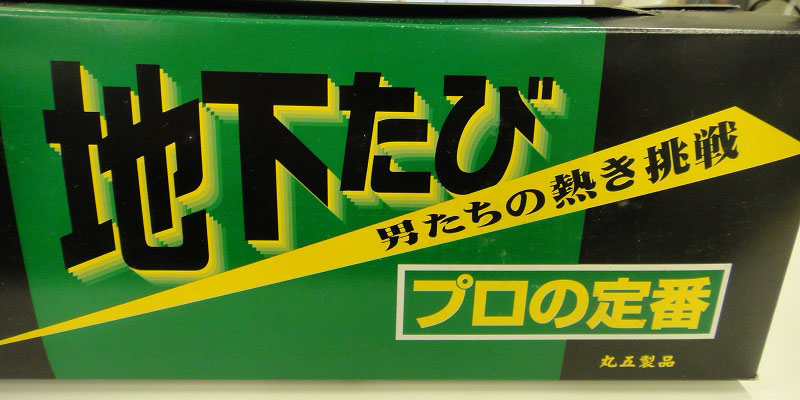 地下たび
男たちの熱き挑戦
プロの定番
丸五製品